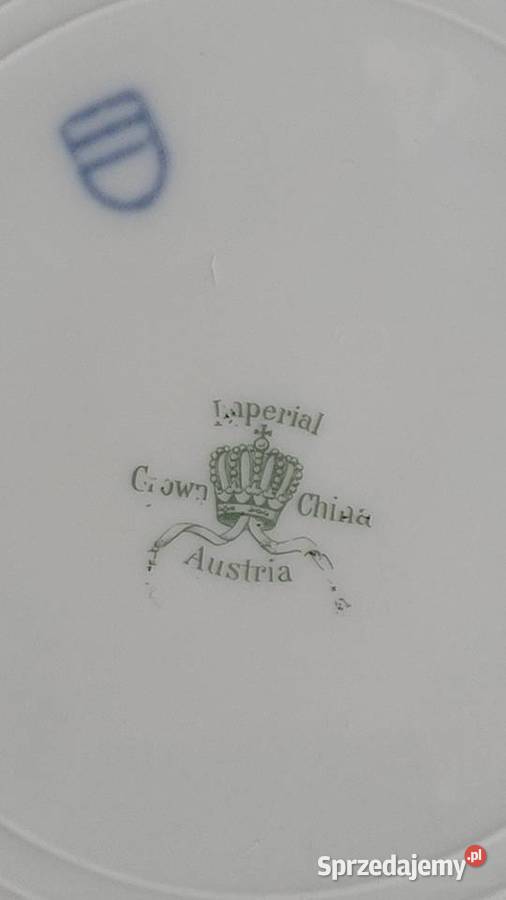 Imperial
Crown China
Austria
Sprzedajemy.pl